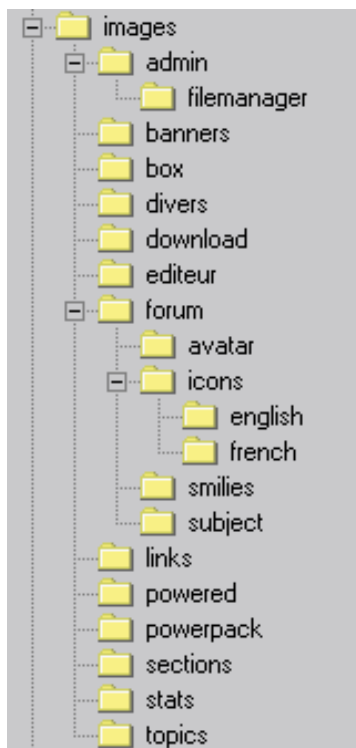 images
admin
filemanager
banners
box
divers
download
editeur
forum
avatar
icons
english
french
smilies
subject
links
powered
powerpack
sections
stats
topics